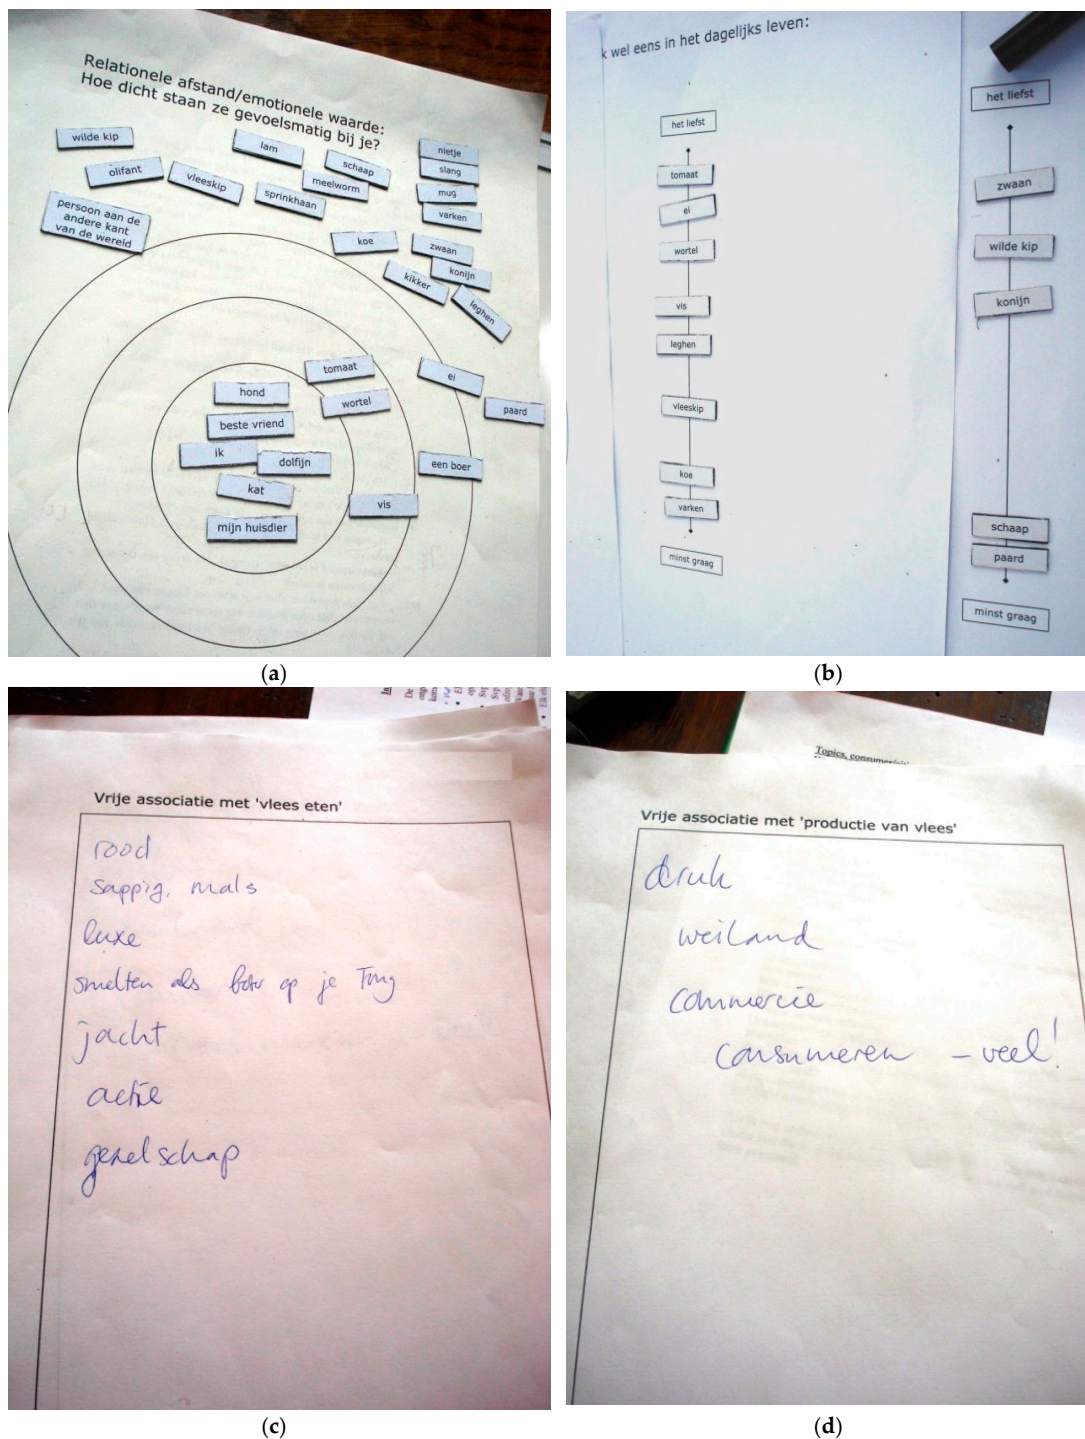 Relationele afstand/emotionele waarde:
Hoe dicht staan ze gevoelsmatig bij je?
wilde kip
lam
nietje
olifant
schaap
slang
vleeskip
meelworm
mug
sprinkhaan
varken
persoon aan de
andere kant
van de wereld
koe
zwaan
konijn
kikker
leghen
tomaat
ei
hond
wortel
paard
beste vriend
ik
dolfijn
een boer
kat
vis
mijn huisdier
(a)
k wel eens in het dagelijks leven:
het liefst
tomaat
ei
wortel
vis
leghen
vleeskip
koe
varken
minst graag
het liefst
zwaan
wilde kip
konijn
schaap
paard
minst graag
(b)
Vrije associatie met 'vlees eten'
rood
sappig, mals
luxe
smelten als boter op je Tong
jacht
actie
gezelschap
(c)
Topics, consumer
Vrije associatie met 'productie van vlees'
druk
weiland
commercie
consumeren – veel!
(d)